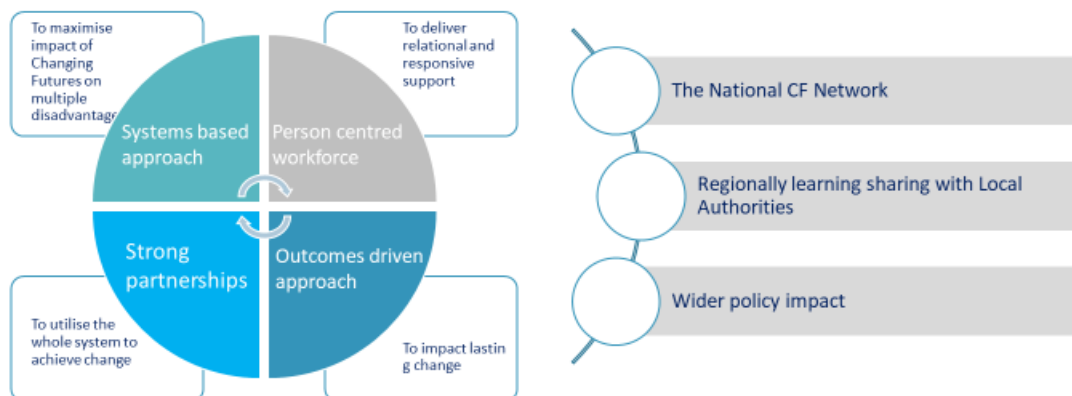 To maximise
impact of
Changing
Futures on
multiple
disadvantage
To deliver
relational and
responsive
support
Systems based
approach
Person centred
workforce
Strong
partnerships
Outcomes driven
approach
To utilise the
whole system to
achieve change
To impact lastin
g change
The National CF Network
Regionally learning sharing with Local
Authorities
Wider policy impact